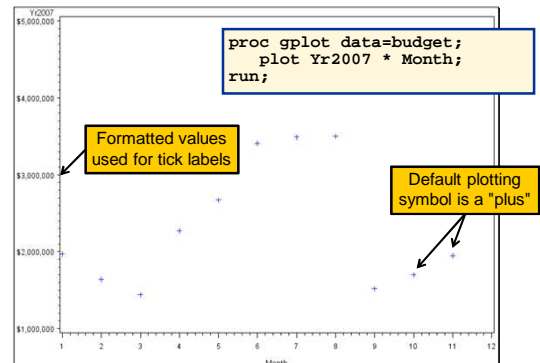 Yr2007
$5,000,000
proc gplot data=budget;
plot Yr2007 * Month;
run;
$4,000,000
Formatted values
used for tick labels
$3,000,000
Default plotting
symbol is a "plus"
$2,000,000
$1,000,000
1 2 3 4 5 6 7 8 9 10 11 12
Month